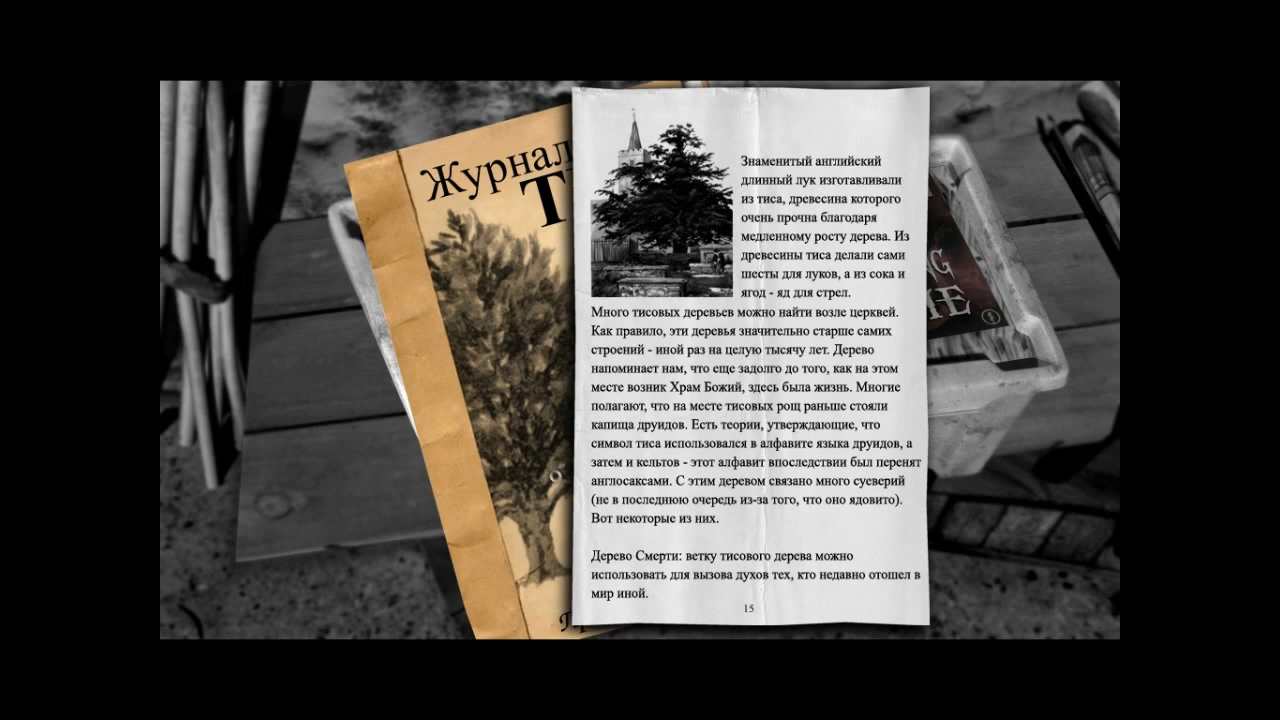 Журнал
Знаменитый английский
длинный лук изготавливали
из тиса, древесина которого
очень прочна благодаря
медленному росту дерева. Из
древесины тиса делали сами
шесты для луков, а из сока и
ягод - яд для стрел.
Много тисовых деревьев можно найти возле церквей.
Как правило, эти деревья значительно старше самих
строений - иной раз на целую тысячу лет. Дерево
напоминает нам, что еще задолго до того, как на этом
месте возник Храм Божий, здесь была жизнь. Многие
полагают, что на месте тисовых рощ раньше стояли
капища друидов. Есть теории, утверждающие, что
символ тиса использовался в алфавите языка друидов, а
затем и кельтов - этот алфавит впоследствии был перенят
англосаксами. С этим деревом связано много суеверий
(не в последнюю очередь из-за того, что оно ядовито).
Вот некоторые из них.
Дерево Смерти: ветку тисового дерева можно
использовать для вызова духов тех, кто недавно отошел в
мир иной.
15